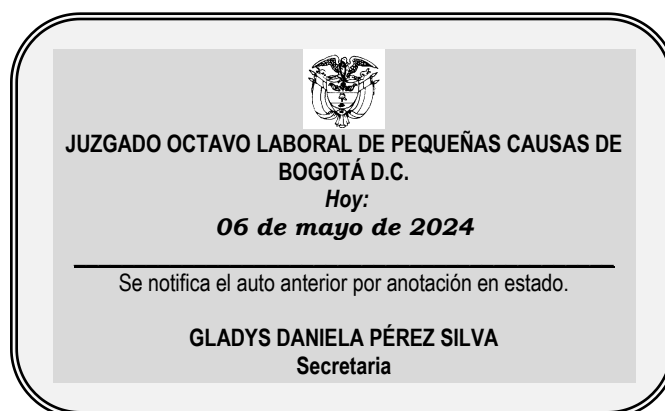 JUZGADO OCTAVO LABORAL DE PEQUEÑAS CAUSAS DE
BOGOTÁ D.C.
Hoy:
06 de mayo de 2024
Se notifica el auto anterior por anotación en estado.
GLADYS DANIELA PÉREZ SILVA
Secretaria